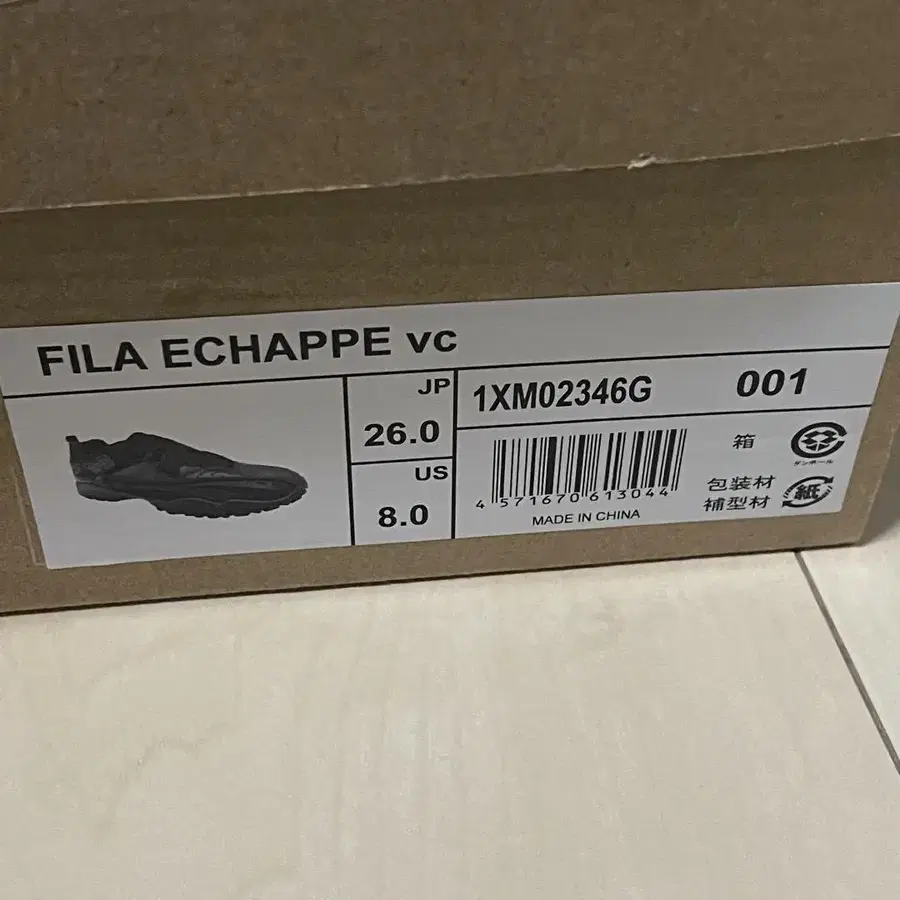 FILA ECHAPPE vc
JP
26.0
US
8.0
1XM02346G 001
4 571670 613044
MADE IN CHINA
箱
ダンボール
包装材
補型材
紙